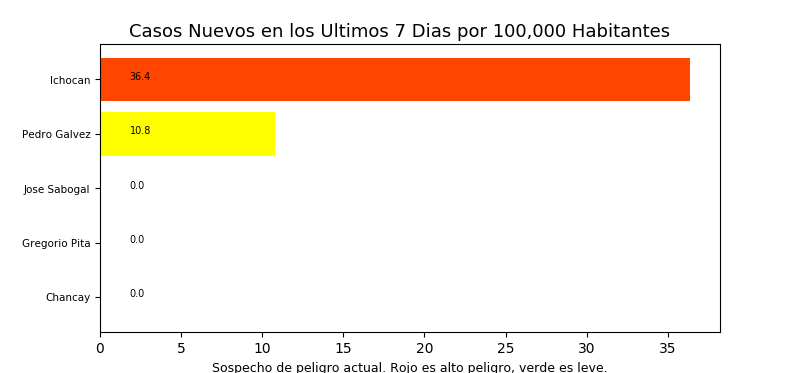 Casos Nuevos en los Ultimos 7 Dias por 100,000 Habitantes
Ichocan 36.4
Pedro Galvez 10.8
Jose Sabogal 0.0
Gregorio Pita 0.0
Chancay 0.0
0 5 10 15 20 25 30 35
Sospecho de peligro actual. Rojo es alto peligro, verde es leve.